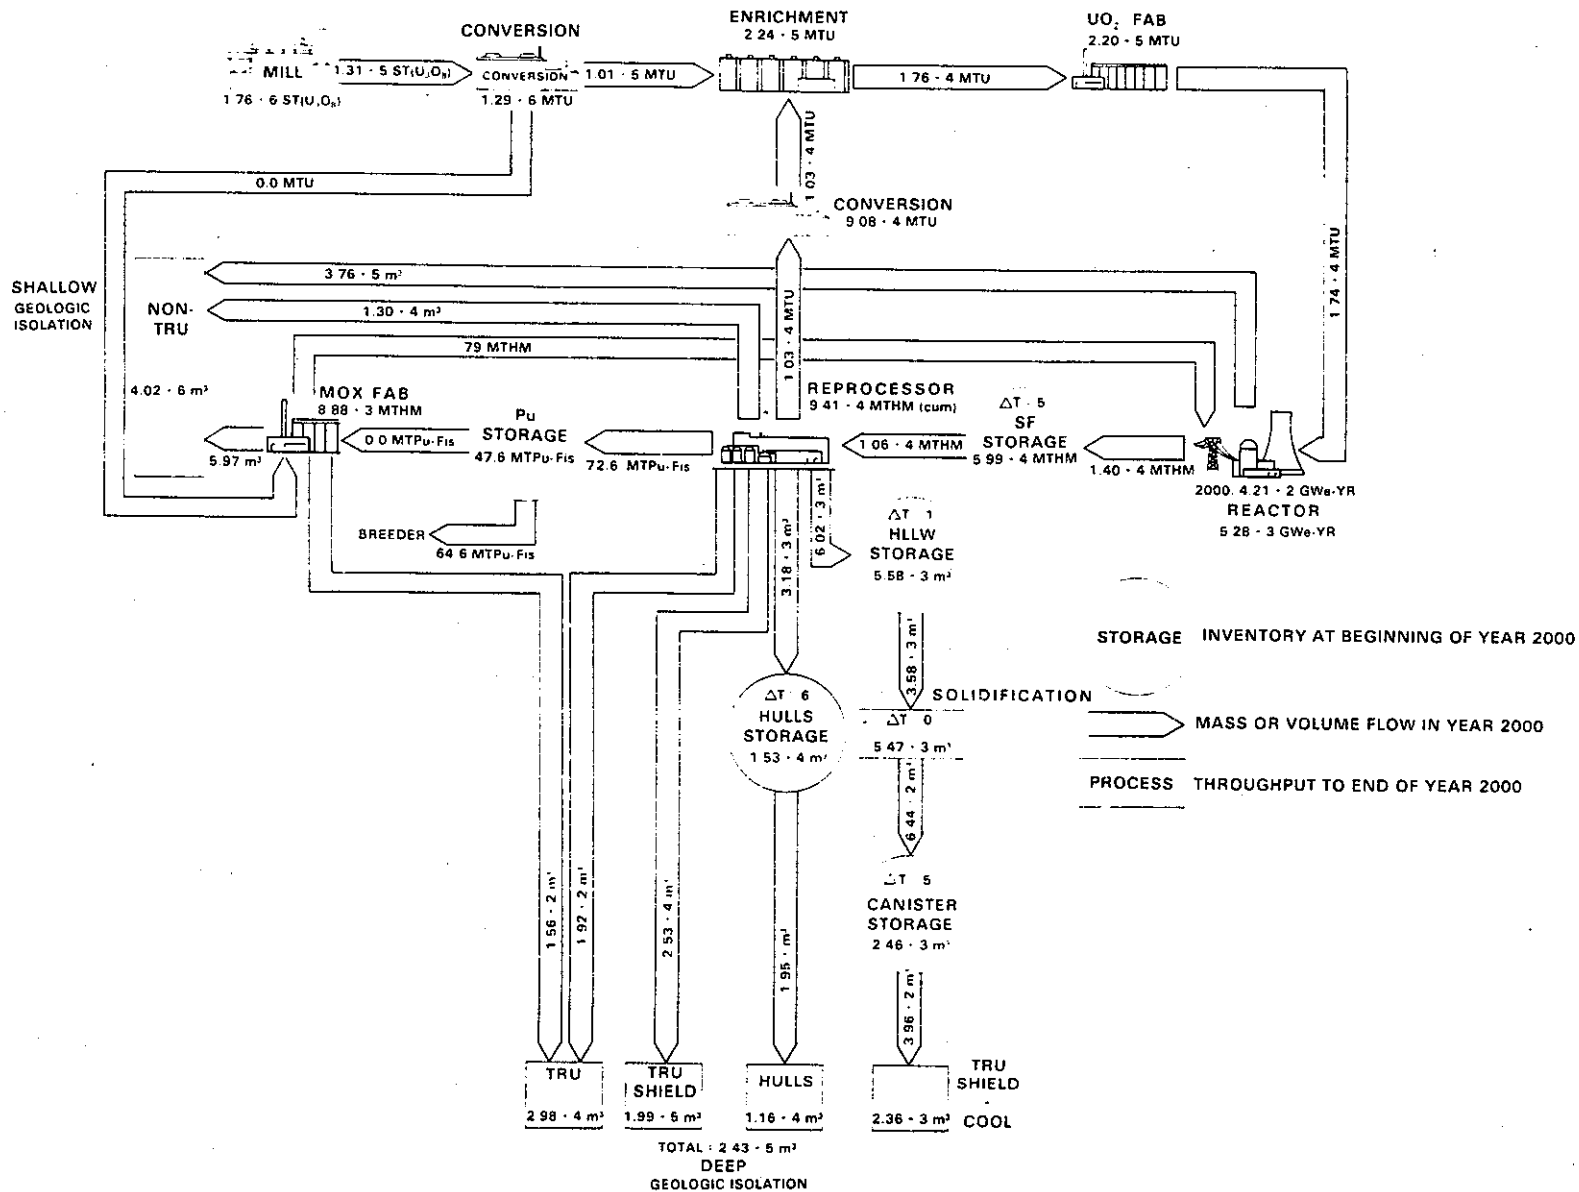 ENRICHMENT
2.24 · 5 MTU
UO₂ FAB
2.20 · 5 MTU
CONVERSION
MILL
1.31 · 5 ST(U₃O₈)
CONVERSION
1.01 · 5 MTU
1.76 · 4 MTU
1 76 · 6 ST(U₃O₈)
1.29 · 6 MTU
0.0 MTU
1 03 · 4 MTU
CONVERSION
9 08 · 4 MTU
1 74 · 4 MTU
SHALLOW
GEOLOGIC
ISOLATION
NON-
TRU
3 76 · 5 m³
1.30 · 4 m³
1 03 · 4 MTU
79 MTHM
4.02 · 6 m³
MOX FAB
8 88 · 3 MTHM
Pu
STORAGE
47.6 MTPu-Fis
REPROCESSOR
9 41 · 4 MTHM (cum)
△T · 5
SF
STORAGE
5 99 · 4 MTHM
5.97 m³
0 0 MTPu-Fis
72.6 MTPu-Fis
1 06 · 4 MTHM
1.40 · 4 MTHM
2000. 4.21 · 2 GWe-YR
REACTOR
5 28 · 3 GWe-YR
BREEDER
64 6 MTPu-Fis
3.18 · 3 m³
6 02 · 3 m³
△T 1
HLLW
STORAGE
5.58 · 3 m³
3.58 · 3 m³
STORAGE
INVENTORY AT BEGINNING OF YEAR 2000
SOLIDIFICATION
△T 0
5 47 · 3 m³
△T 6
HULLS
STORAGE
1 53 · 4 m³
MASS OR VOLUME FLOW IN YEAR 2000
PROCESS
THROUGHPUT TO END OF YEAR 2000
6 44 · 2 m³
△T 5
CANISTER
STORAGE
2 46 · 3 m³
1 56 · 2 m³
1 92 · 2 m³
2 53 · 4 m³
1 95 · m³
3 96 · 2 m³
TRU
2 98 · 4 m³
TRU
SHIELD
1.99 · 5 m³
HULLS
1.16 · 4 m³
2.36 · 3 m³
TRU
SHIELD
COOL
TOTAL : 2 43 · 5 m³
DEEP
GEOLOGIC ISOLATION